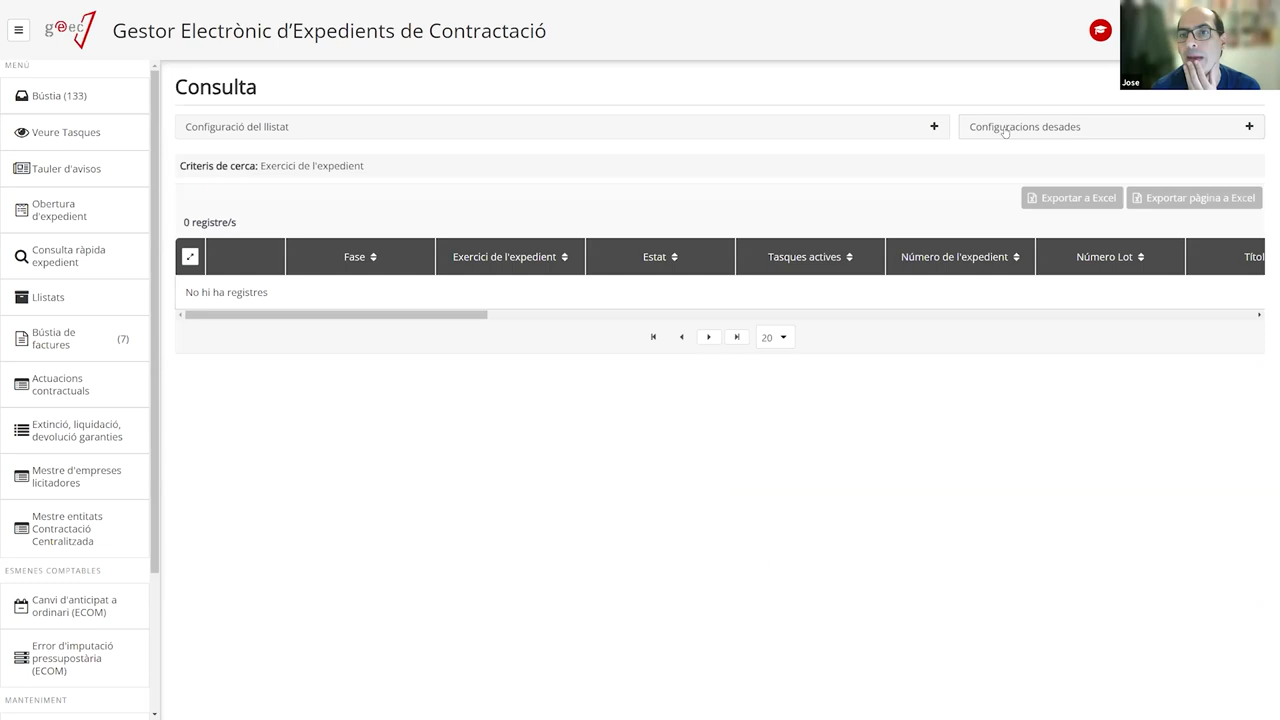 geec
Gestor Electrònic d'Expedients de Contractació
Jose
MENÚ
Bústia (133)
Veure Tasques
Tauler d'avisos
Obertura
d'expedient
Consulta ràpida
expedient
Llistats
Bústia de
factures
(7)
Actuacions
contractuals
Extinció, liquidació,
devolució garanties
Mestre d'empreses
licitadores
Mestre entitats
Contractació
Centralitzada
ESMENES COMPTABLES
Canvi d'anticipat a
ordinari (ECOM)
Error d'imputació
pressupostària
(ECOM)
MANTENIMENT
Consulta
Configuració del llistat
Configuracions desades
Criteris de cerca: Exercici de l'expedient
Exportar a Excel
Exportar pàgina a Excel
0 registre/s
Fase
Exercici de l'expedient
Estat
Tasques actives
Número de l'expedient
Número Lot
Títol
No hi ha registres
20